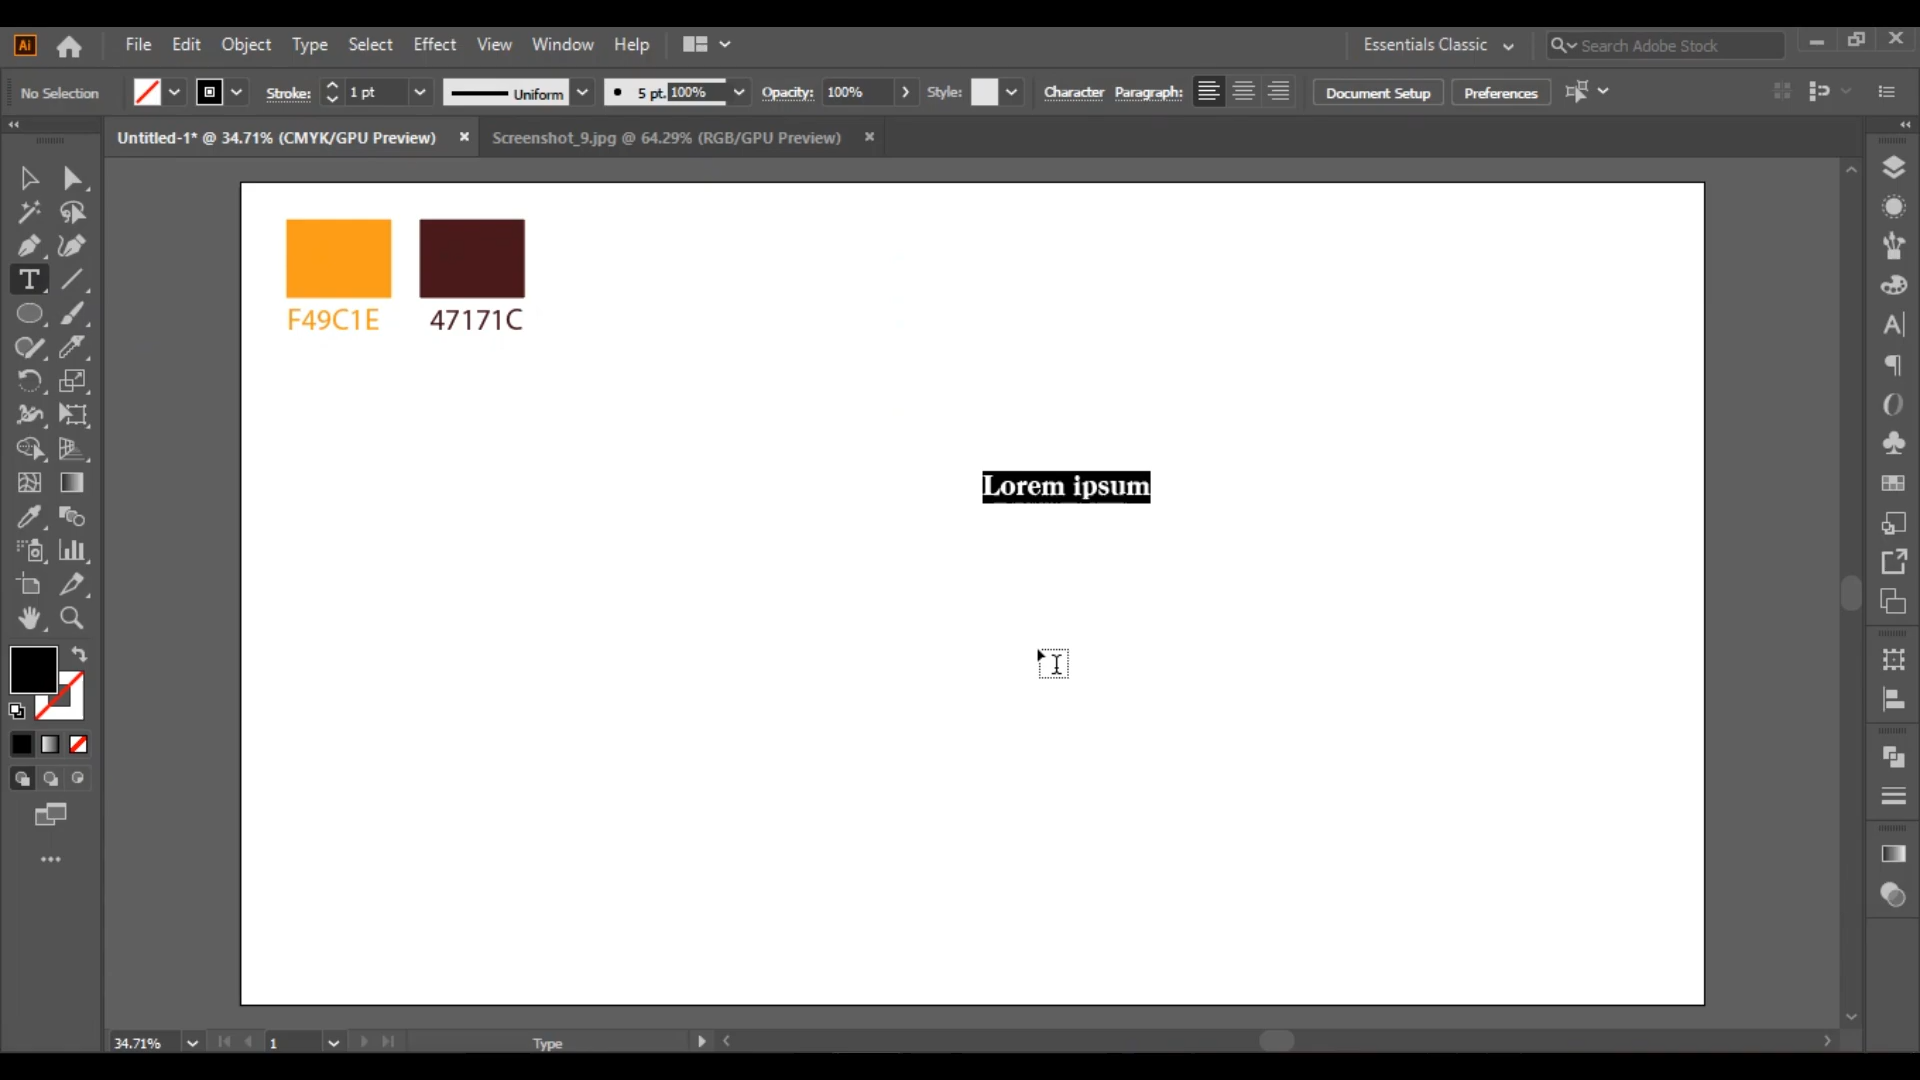 Ai File Edit Object Type Select Effect View Window Help Essentials Classic Search Adobe Stock
No Selection Stroke: 1 pt Uniform 5 pt. 100% Opacity: 100% Style: Character Paragraph: Document Setup Preferences
Untitled-1* @ 34.71% (CMYK/GPU Preview) × Screenshot_9.jpg @ 64.29% (RGB/GPU Preview) ×
F49C1E 47171C
Lorem ipsum
34.71% 1 Type